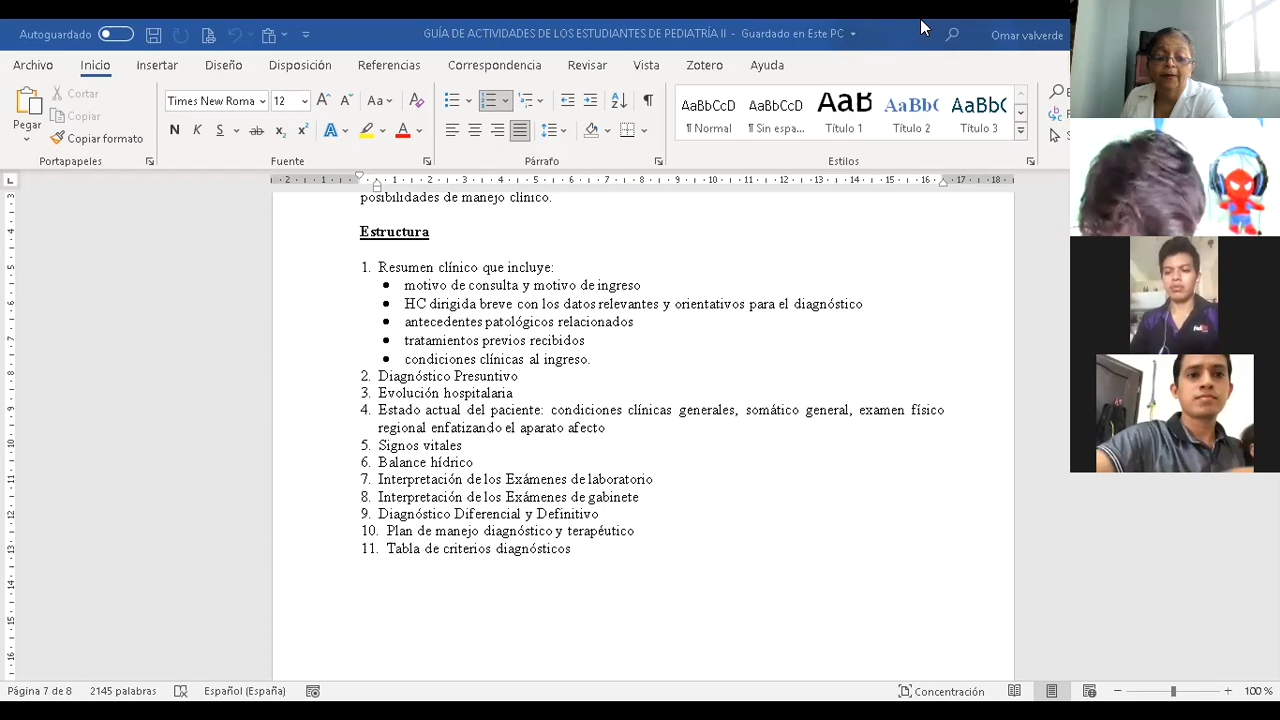 Autoguardado
GUÍA DE ACTIVIDADES DE LOS ESTUDIANTES DE PEDIATRÍA II - Guardado en Este PC
Omar valverde
Archivo Inicio Insertar Diseño Disposición Referencias Correspondencia Revisar Vista Zotero Ayuda
Pegar
Cortar
Copiar
Copiar formato
Portapapeles
Times New Roma 12
N K S
Fuente
Párrafo
AaBbCcD AaBbCcD AaB AaBbC AaBbCc
¶ Normal ¶ Sin espa... Título 1 Título 2 Título 3
Estilos
posibilidades de manejo clínico.
Estructura
1. Resumen clínico que incluye:
• motivo de consulta y motivo de ingreso
• HC dirigida breve con los datos relevantes y orientativos para el diagnóstico
• antecedentes patológicos relacionados
• tratamientos previos recibidos
• condiciones clínicas al ingreso.
2. Diagnóstico Presuntivo
3. Evolución hospitalaria
4. Estado actual del paciente: condiciones clínicas generales, somático general, examen físico
regional enfatizando el aparato afecto
5. Signos vitales
6. Balance hídrico
7. Interpretación de los Exámenes de laboratorio
8. Interpretación de los Exámenes de gabinete
9. Diagnóstico Diferencial y Definitivo
10. Plan de manejo diagnóstico y terapéutico
11. Tabla de criterios diagnósticos
Página 7 de 8 2145 palabras Español (España) Concentración 100 %